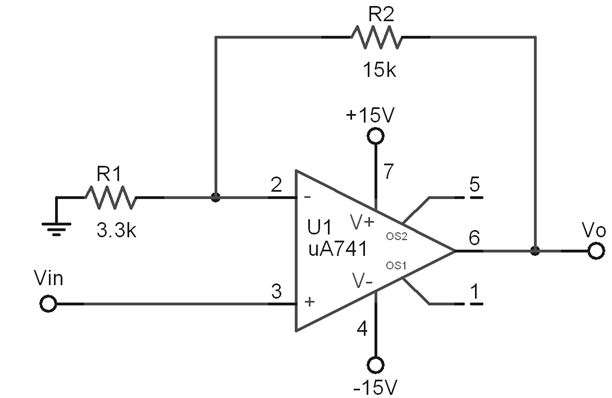 R2
15k
+15V
7
R1
3.3k
2
-
5
U1
uA741
V+
OS2
6
Vo
OS1
V-
Vin
3
+
1
4
-15V